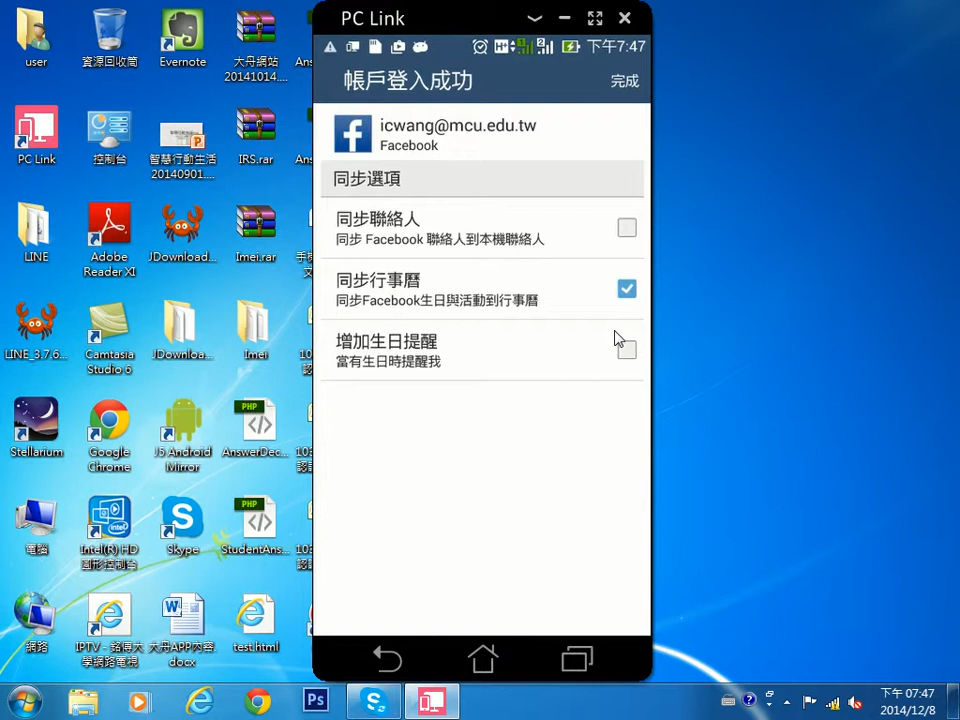 PC Link
下午7:47
帳戶登入成功
完成
icwang@mcu.edu.tw
Facebook
同步選項
同步聯絡人
同步 Facebook 聯絡人到本機聯絡人
同步行事曆
同步Facebook生日與活動到行事曆
增加生日提醒
當有生日時提醒我
user
資源回收筒
Evernote
大舟網站
20141014....
PC Link
控制台
智慧行動生活
20140901....
IRS.rar
LINE
Adobe
Reader XI
JDownload...
Imei.rar
LINE_3.7.6...
Camtasia
Studio 6
JDownloa...
Imei
Stellarium
Google
Chrome
J5 Android
Mirror
PHP
AnswerDec...
電腦
Intel(R) HD
圖形控制台
Skype
PHP
StudentAns...
網路
IPTV - 銘傳大
學網路電視
大舟APP內容.
docx
test.html
Ps
下午 07:47
2014/12/8